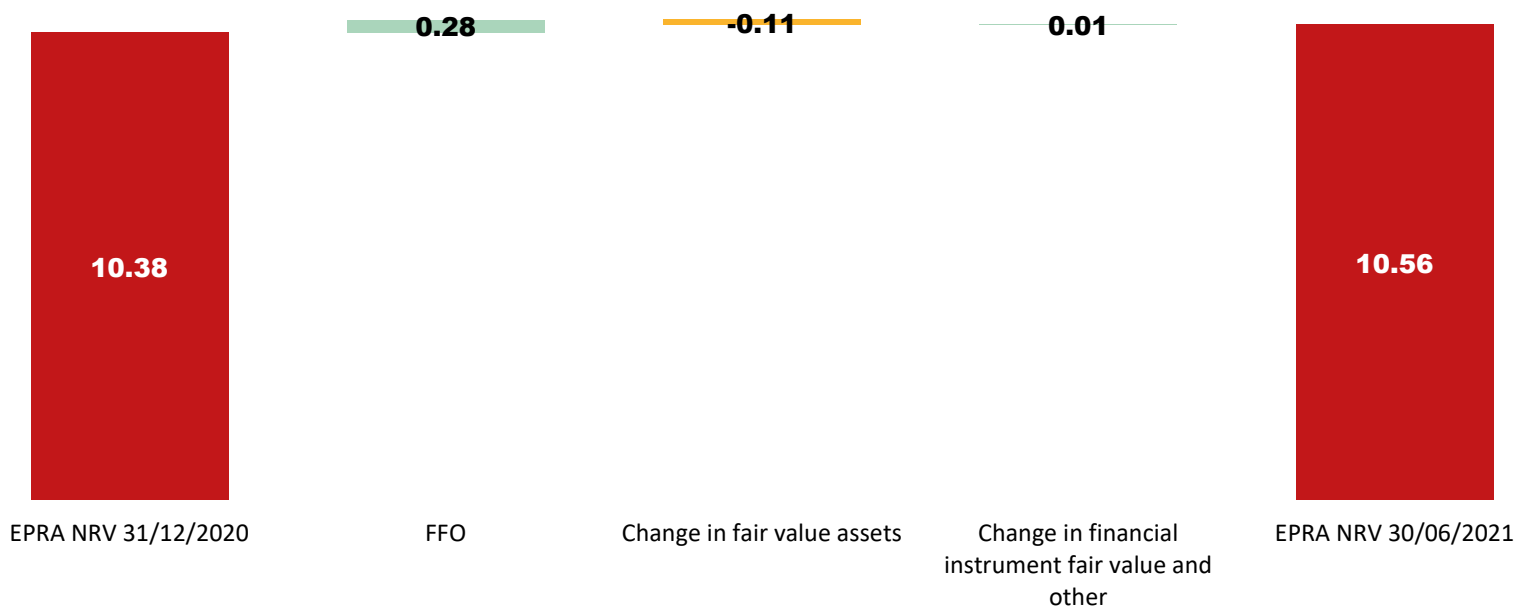 0.28
-0.11
0.01
10.38
10.56
EPRA NRV 31/12/2020
FFO
Change in fair value assets
Change in financial
instrument fair value and
other
EPRA NRV 30/06/2021